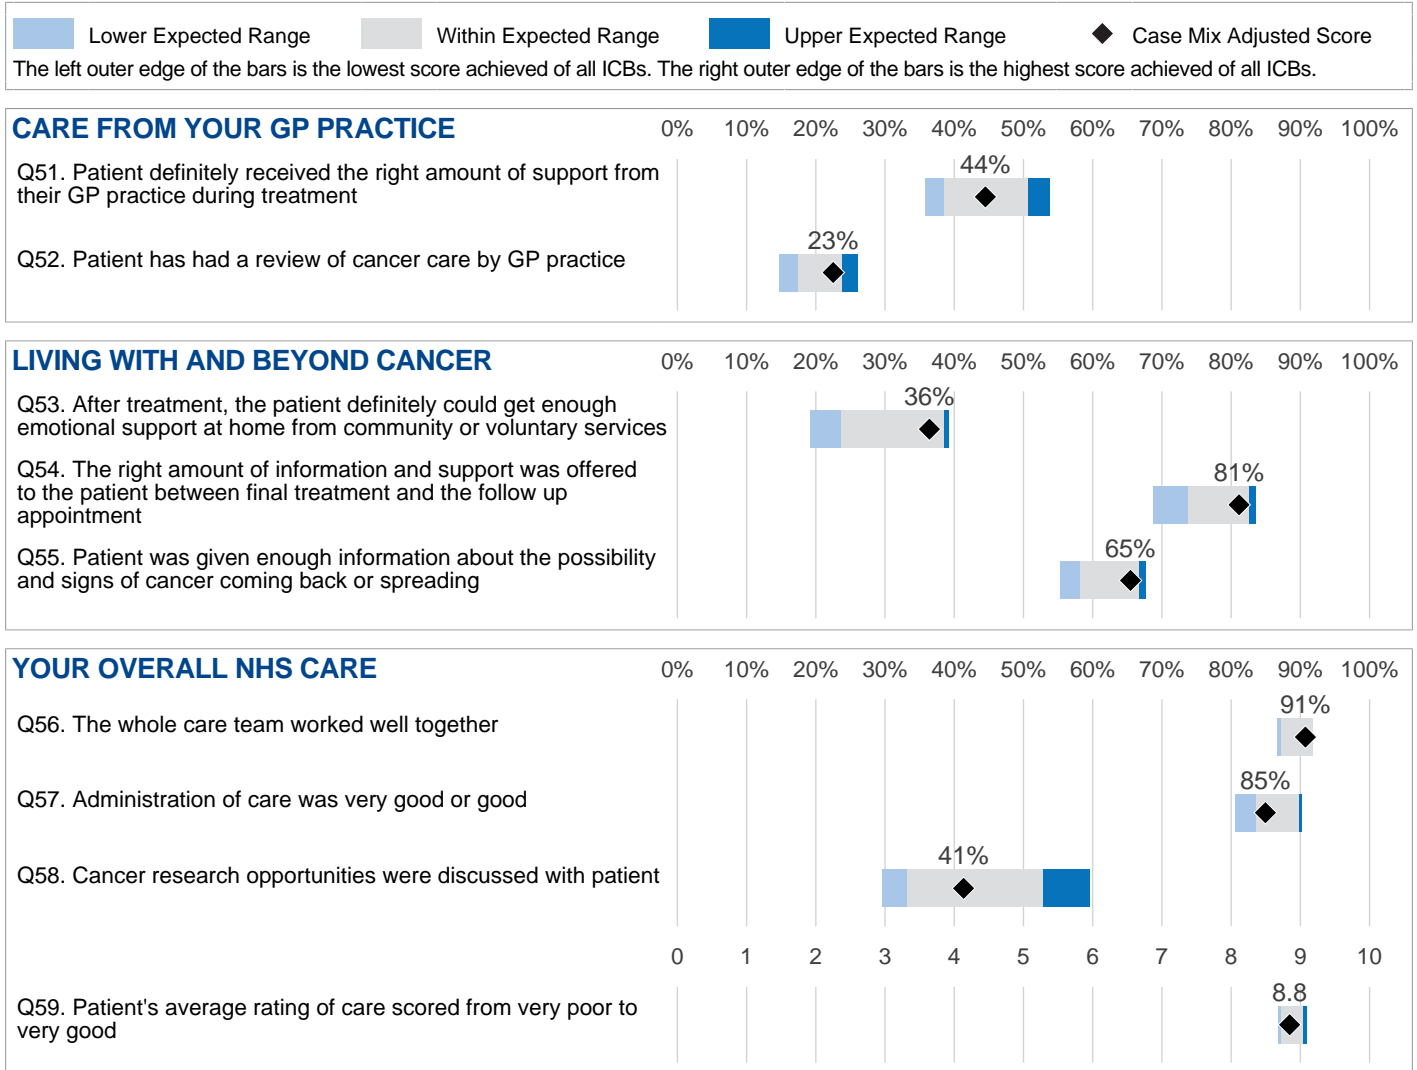 Lower Expected Range Within Expected Range Upper Expected Range Case Mix Adjusted Score
The left outer edge of the bars is the lowest score achieved of all ICBs. The right outer edge of the bars is the highest score achieved of all ICBs.
CARE FROM YOUR GP PRACTICE 0% 10% 20% 30% 40% 50% 60% 70% 80% 90% 100%
44%
Q51. Patient definitely received the right amount of support from
their GP practice during treatment
23%
Q52. Patient has had a review of cancer care by GP practice
LIVING WITH AND BEYOND CANCER 0% 10% 20% 30% 40% 50% 60% 70% 80% 90% 100%
36%
Q53. After treatment, the patient definitely could get enough
emotional support at home from community or voluntary services
81%
Q54. The right amount of information and support was offered
to the patient between final treatment and the follow up
appointment
65%
Q55. Patient was given enough information about the possibility
and signs of cancer coming back or spreading
YOUR OVERALL NHS CARE 0% 10% 20% 30% 40% 50% 60% 70% 80% 90% 100%
91%
Q56. The whole care team worked well together
85%
Q57. Administration of care was very good or good
41%
Q58. Cancer research opportunities were discussed with patient
0 1 2 3 4 5 6 7 8 9 10
8.8
Q59. Patient's average rating of care scored from very poor to
very good